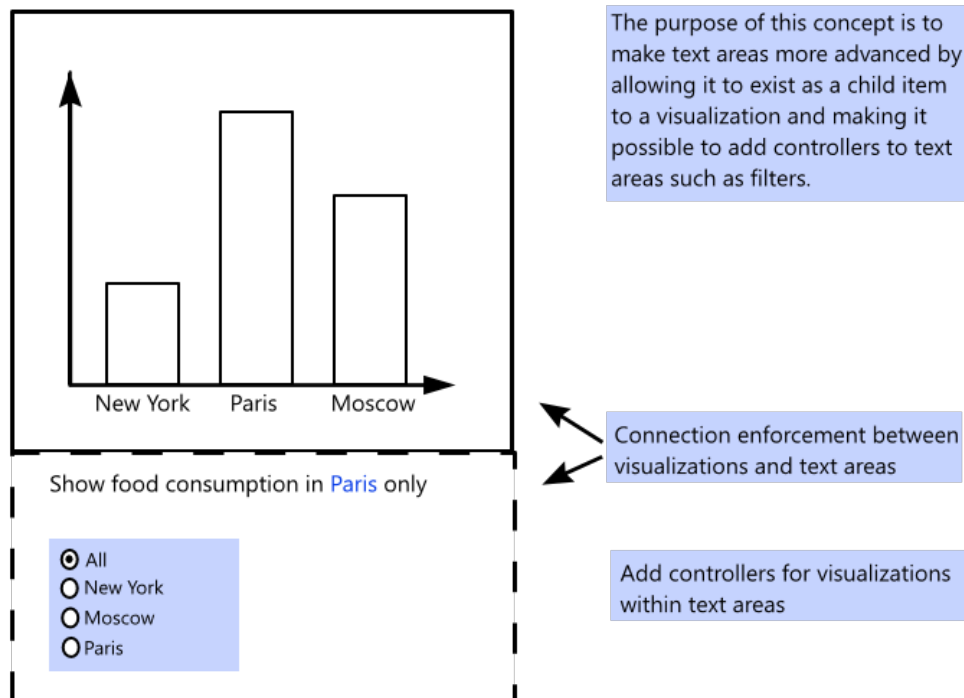 The purpose of this concept is to
make text areas more advanced by
allowing it to exist as a child item
to a visualization and making it
possible to add controllers to text
areas such as filters.
New York Paris Moscow
Connection enforcement between
visualizations and text areas
Show food consumption in Paris only
All
New York
Moscow
Paris
Add controllers for visualizations
within text areas